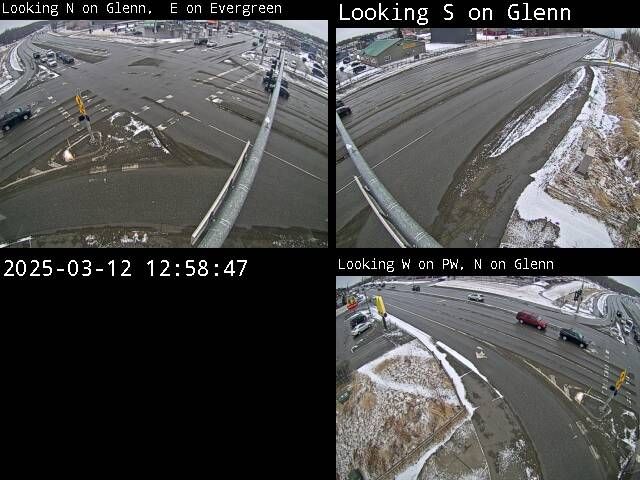 Looking N on Glenn,  E on Evergreen
Looking S on Glenn
2025-03-12 12:58:47
Looking W on PW, N on Glenn